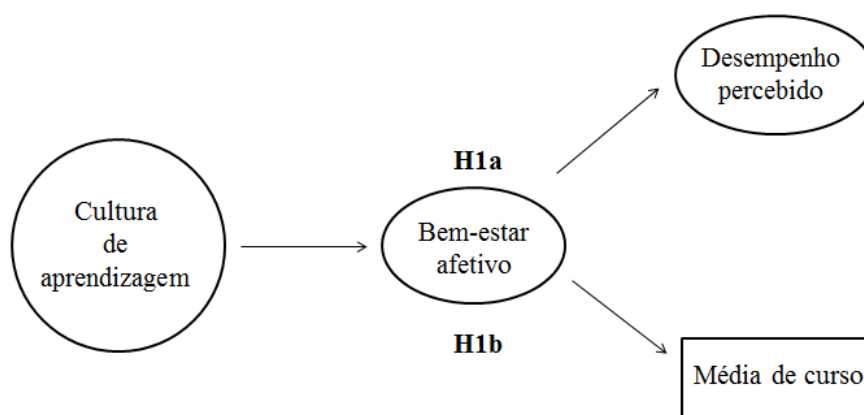 Desempenho
percebido
H1a
Cultura
de
aprendizagem
Bem-estar
afetivo
H1b
Média de curso